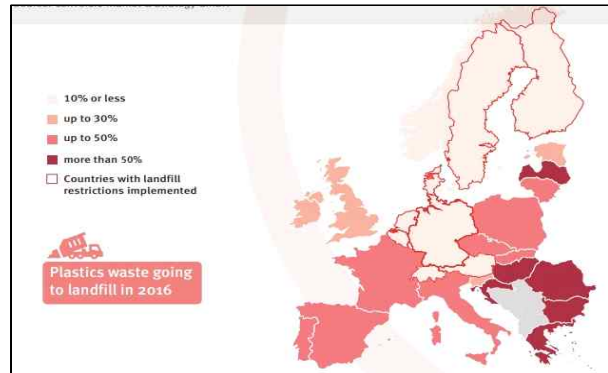 10% or less
up to 30%
up to 50%
more than 50%
Countries with landfill
restrictions implemented
Plastics waste going
to landfill in 2016